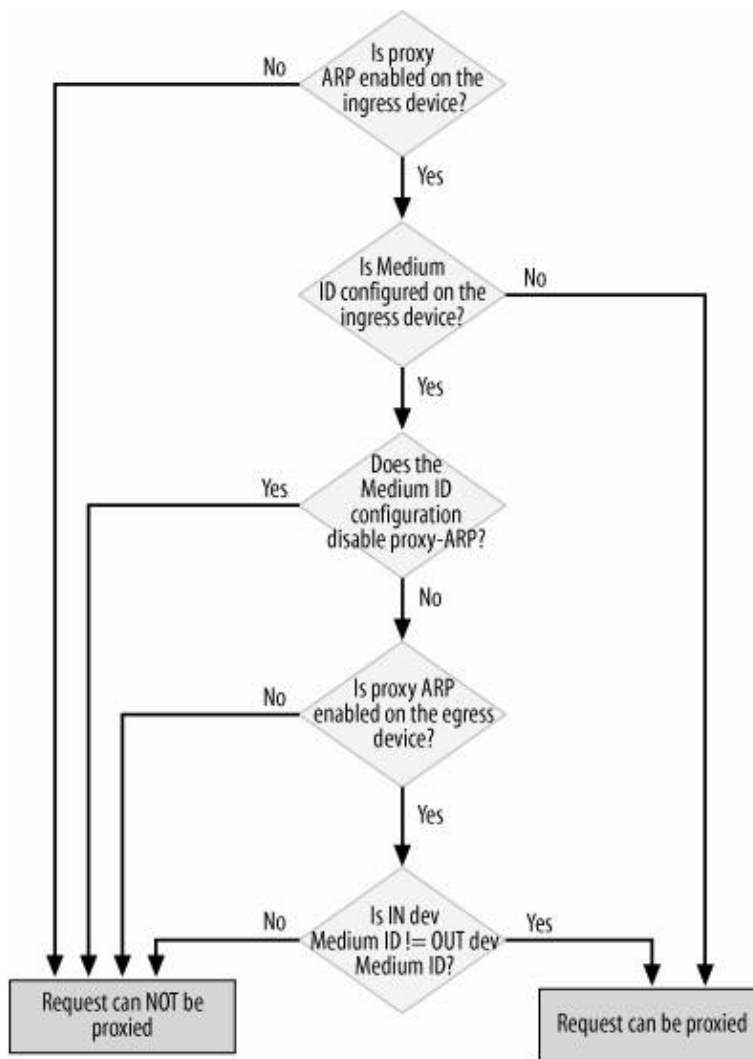 Is proxy
No
ARP enabled on the
ingress device?
Yes
Is Medium
No
ID configured on the
ingress device?
Yes
Does the
Yes
Medium ID
configuration
disable proxy-ARP?
No
Is proxy ARP
No
enabled on the egress
device?
Yes
Is IN dev
No
Medium ID != OUT dev
Yes
Medium ID?
Request can NOT be
proxied
Request can be proxied